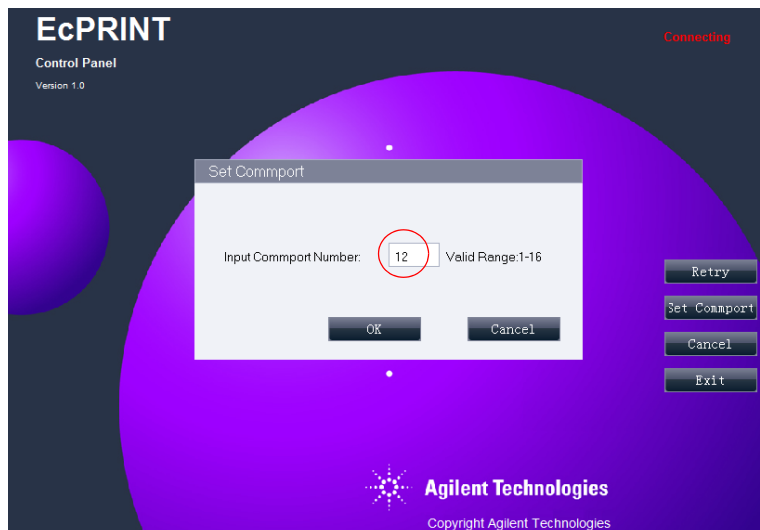 EcPRINT
Connecting
Control Panel
Version 1.0
Set Commport
Input Commport Number: 12 Valid Range:1-16
OK Cancel
Retry
Set Commport
Cancel
Exit
Agilent Technologies
Copyright Agilent Technologies